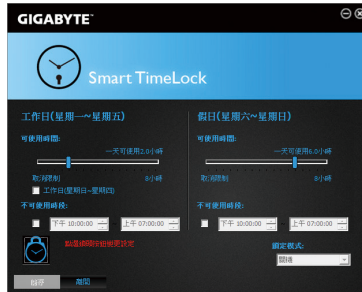 GIGABYTE™
Smart TimeLock
工作日(星期一~星期五)
可使用時間:
一天可使用2.0小時
取消限制
8小時
工作日(星期日~星期四)
不可使用時段:
下午 10:00:00
上午 07:00:00
假日(星期六~星期日)
可使用時間:
一天可使用6.0小時
取消限制
8小時
不可使用時段:
下午 10:00:00
上午 07:00:00
鎖定模式:
關機
儲存
離開